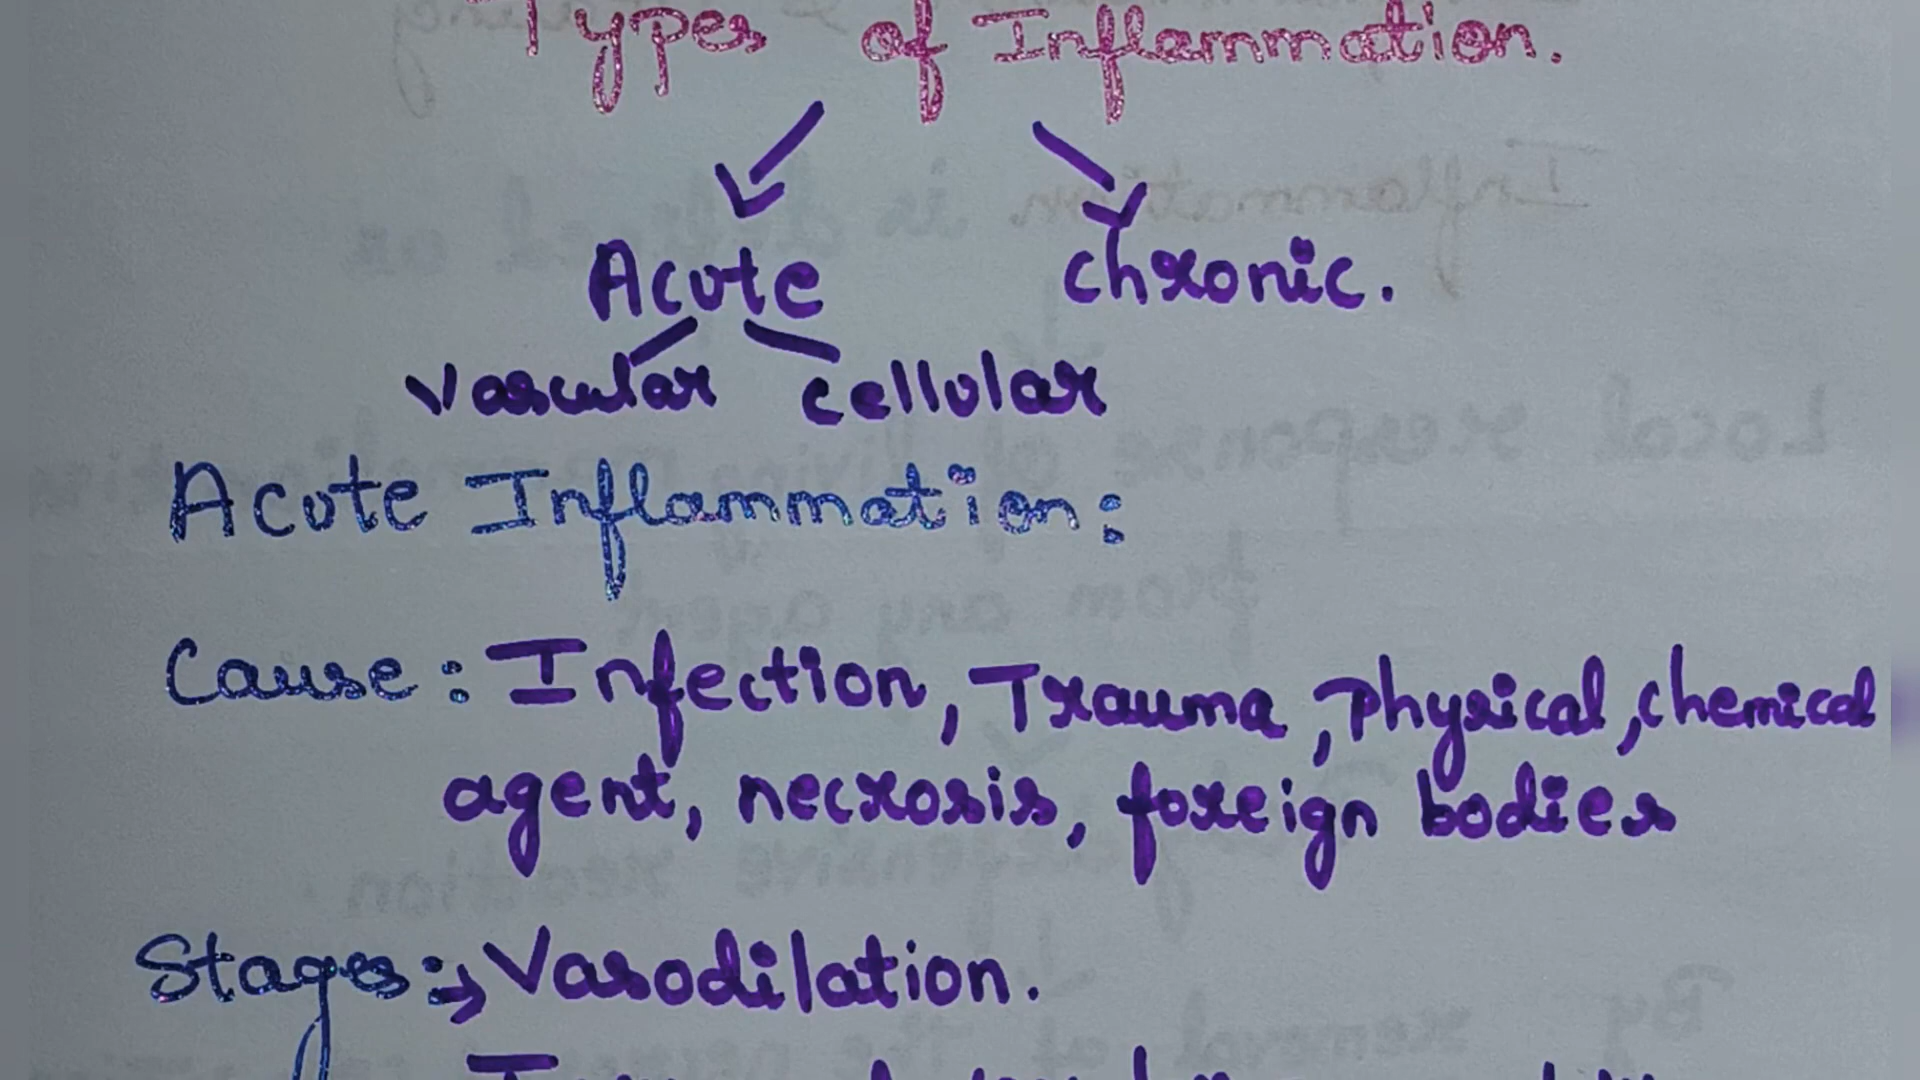 Types of Inflammation.
Acute chronic.
Vascular cellular
Acute Inflammation:
Cause: Infection, Trauma, Physical, chemical
agent, necrosis, foreign bodies
Stages:→ Vasodilation.